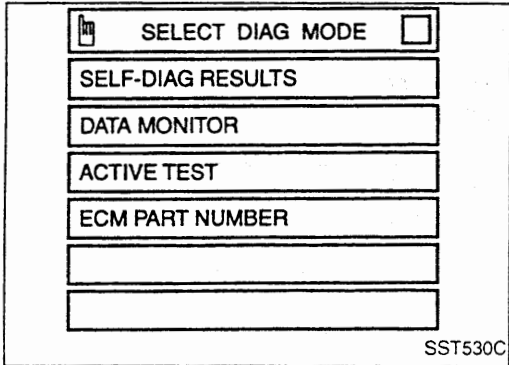 SELECT DIAG MODE
SELF-DIAG RESULTS
DATA MONITOR
ACTIVE TEST
ECM PART NUMBER
SST530C